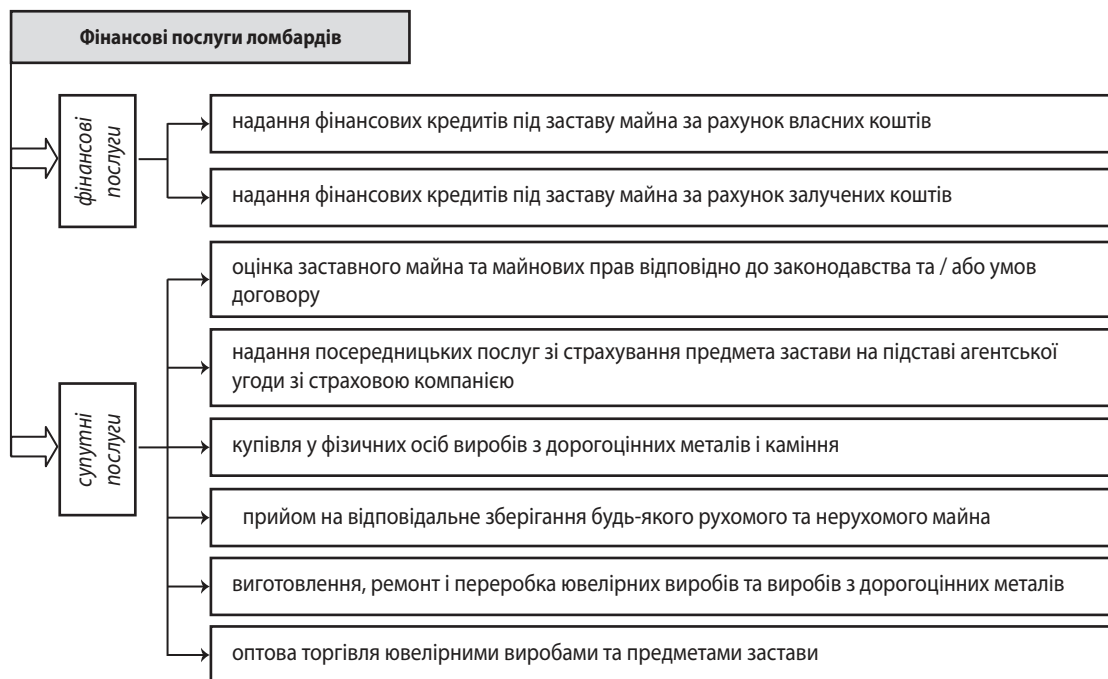 Фінансові послуги ломбардів
фінансові
послуги
надання фінансових кредитів під заставу майна за рахунок власних коштів
надання фінансових кредитів під заставу майна за рахунок залучених коштів
супутні
послуги
оцінка заставного майна та майнових прав відповідно до законодавства та / або умов
договору
надання посередницьких послуг зі страхування предмета застави на підставі агентської
угоди зі страховою компанією
купівля у фізичних осіб виробів з дорогоцінних металів і каміння
прийом на відповідальне зберігання будь-якого рухомого та нерухомого майна
виготовлення, ремонт і переробка ювелірних виробів та виробів з дорогоцінних металів
оптова торгівля ювелірними виробами та предметами застави